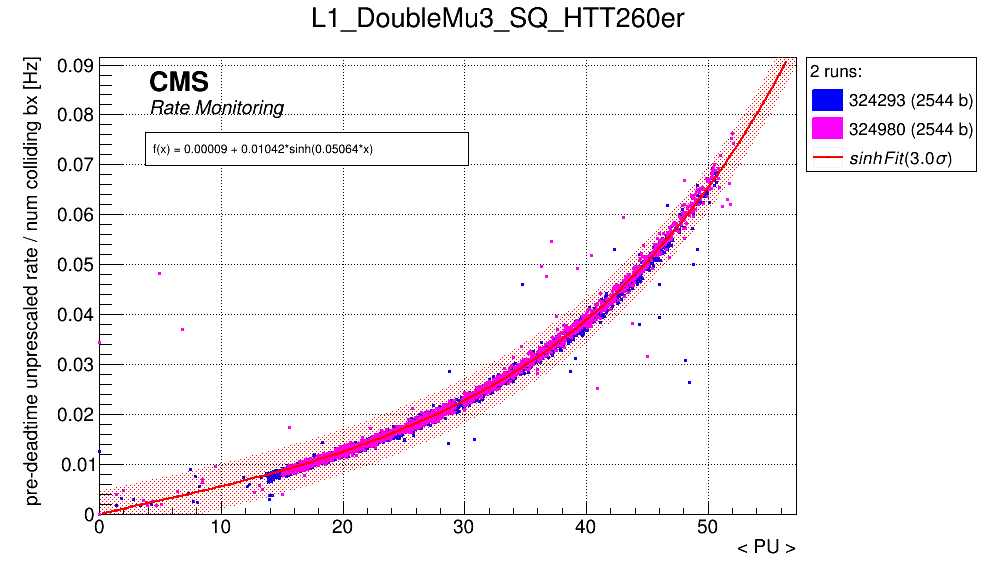 L1_DoubleMu3_SQ_HTT260er
pre-deadtime unprescaled rate / num colliding bx [Hz]
0.09
0.08
0.07
0.06
0.05
0.04
0.03
0.02
0.01
0
CMS
Rate Monitoring
f(x) = 0.00009 + 0.01042*sinh(0.05064*x)
0 10 20 30 40 50
< PU >
2 runs:
324293 (2544 b)
324980 (2544 b)
sinhFit(3.0σ)